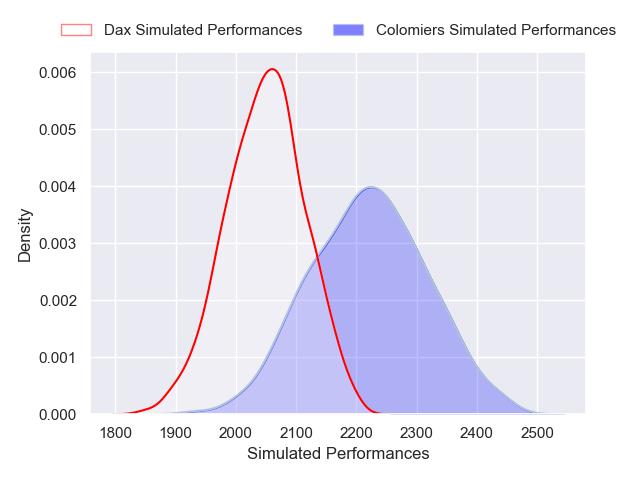 Dax Simulated Performances Colomiers Simulated Performances
0.006
0.005
0.004
0.003
0.002
0.001
0.000
Density
1800 1900 2000 2100 2200 2300 2400 2500
Simulated Performances